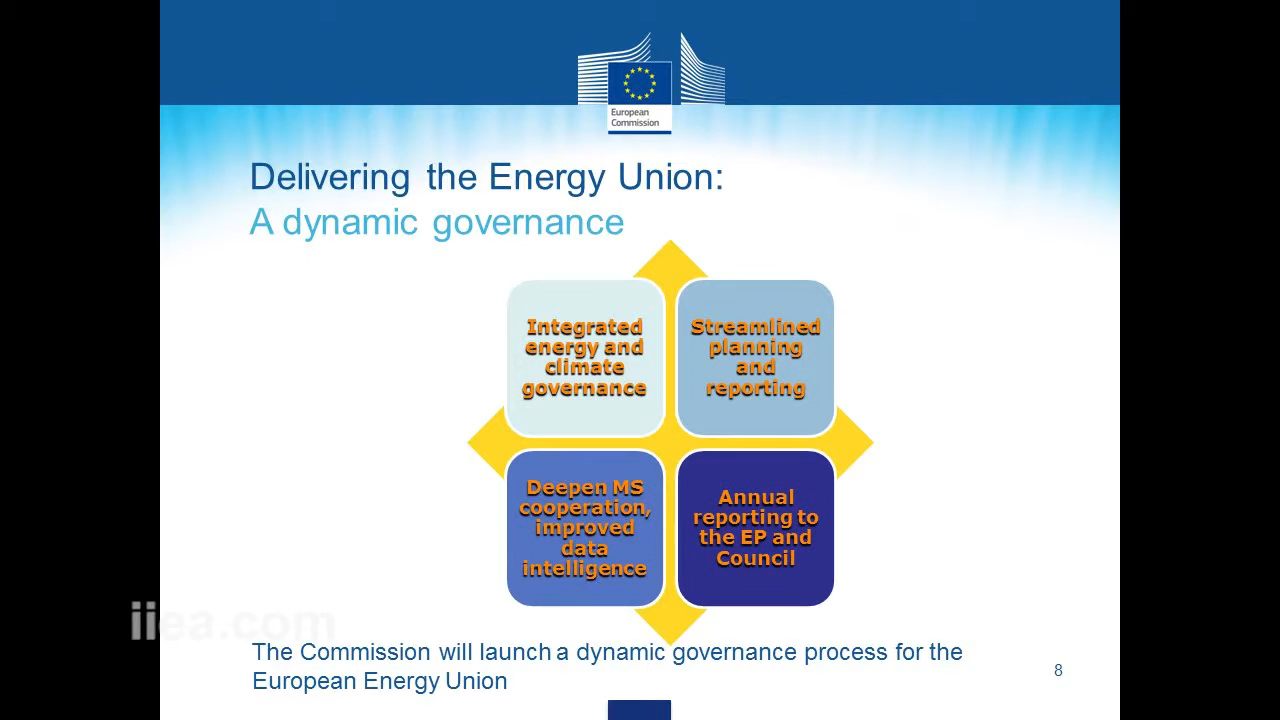 European
Commission
Delivering the Energy Union:
A dynamic governance
Integrated
energy and
climate
governance
Streamlined
planning
and
reporting
Deepen MS
cooperation,
improved
data
intelligence
Annual
reporting to
the EP and
Council
iiea.com
The Commission will launch a dynamic governance process for the
European Energy Union
8